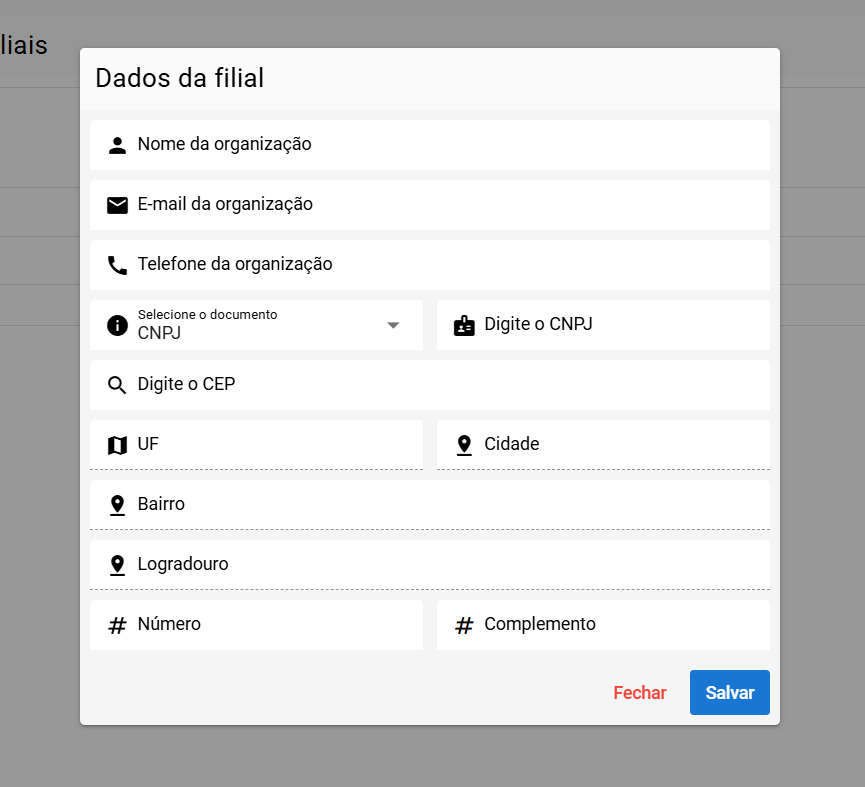 liais
Dados da filial
Nome da organização
E-mail da organização
Telefone da organização
Selecione o documento
CNPJ
Digite o CNPJ
Digite o CEP
UF
Cidade
Bairro
Logradouro
Número
Complemento
Fechar
Salvar